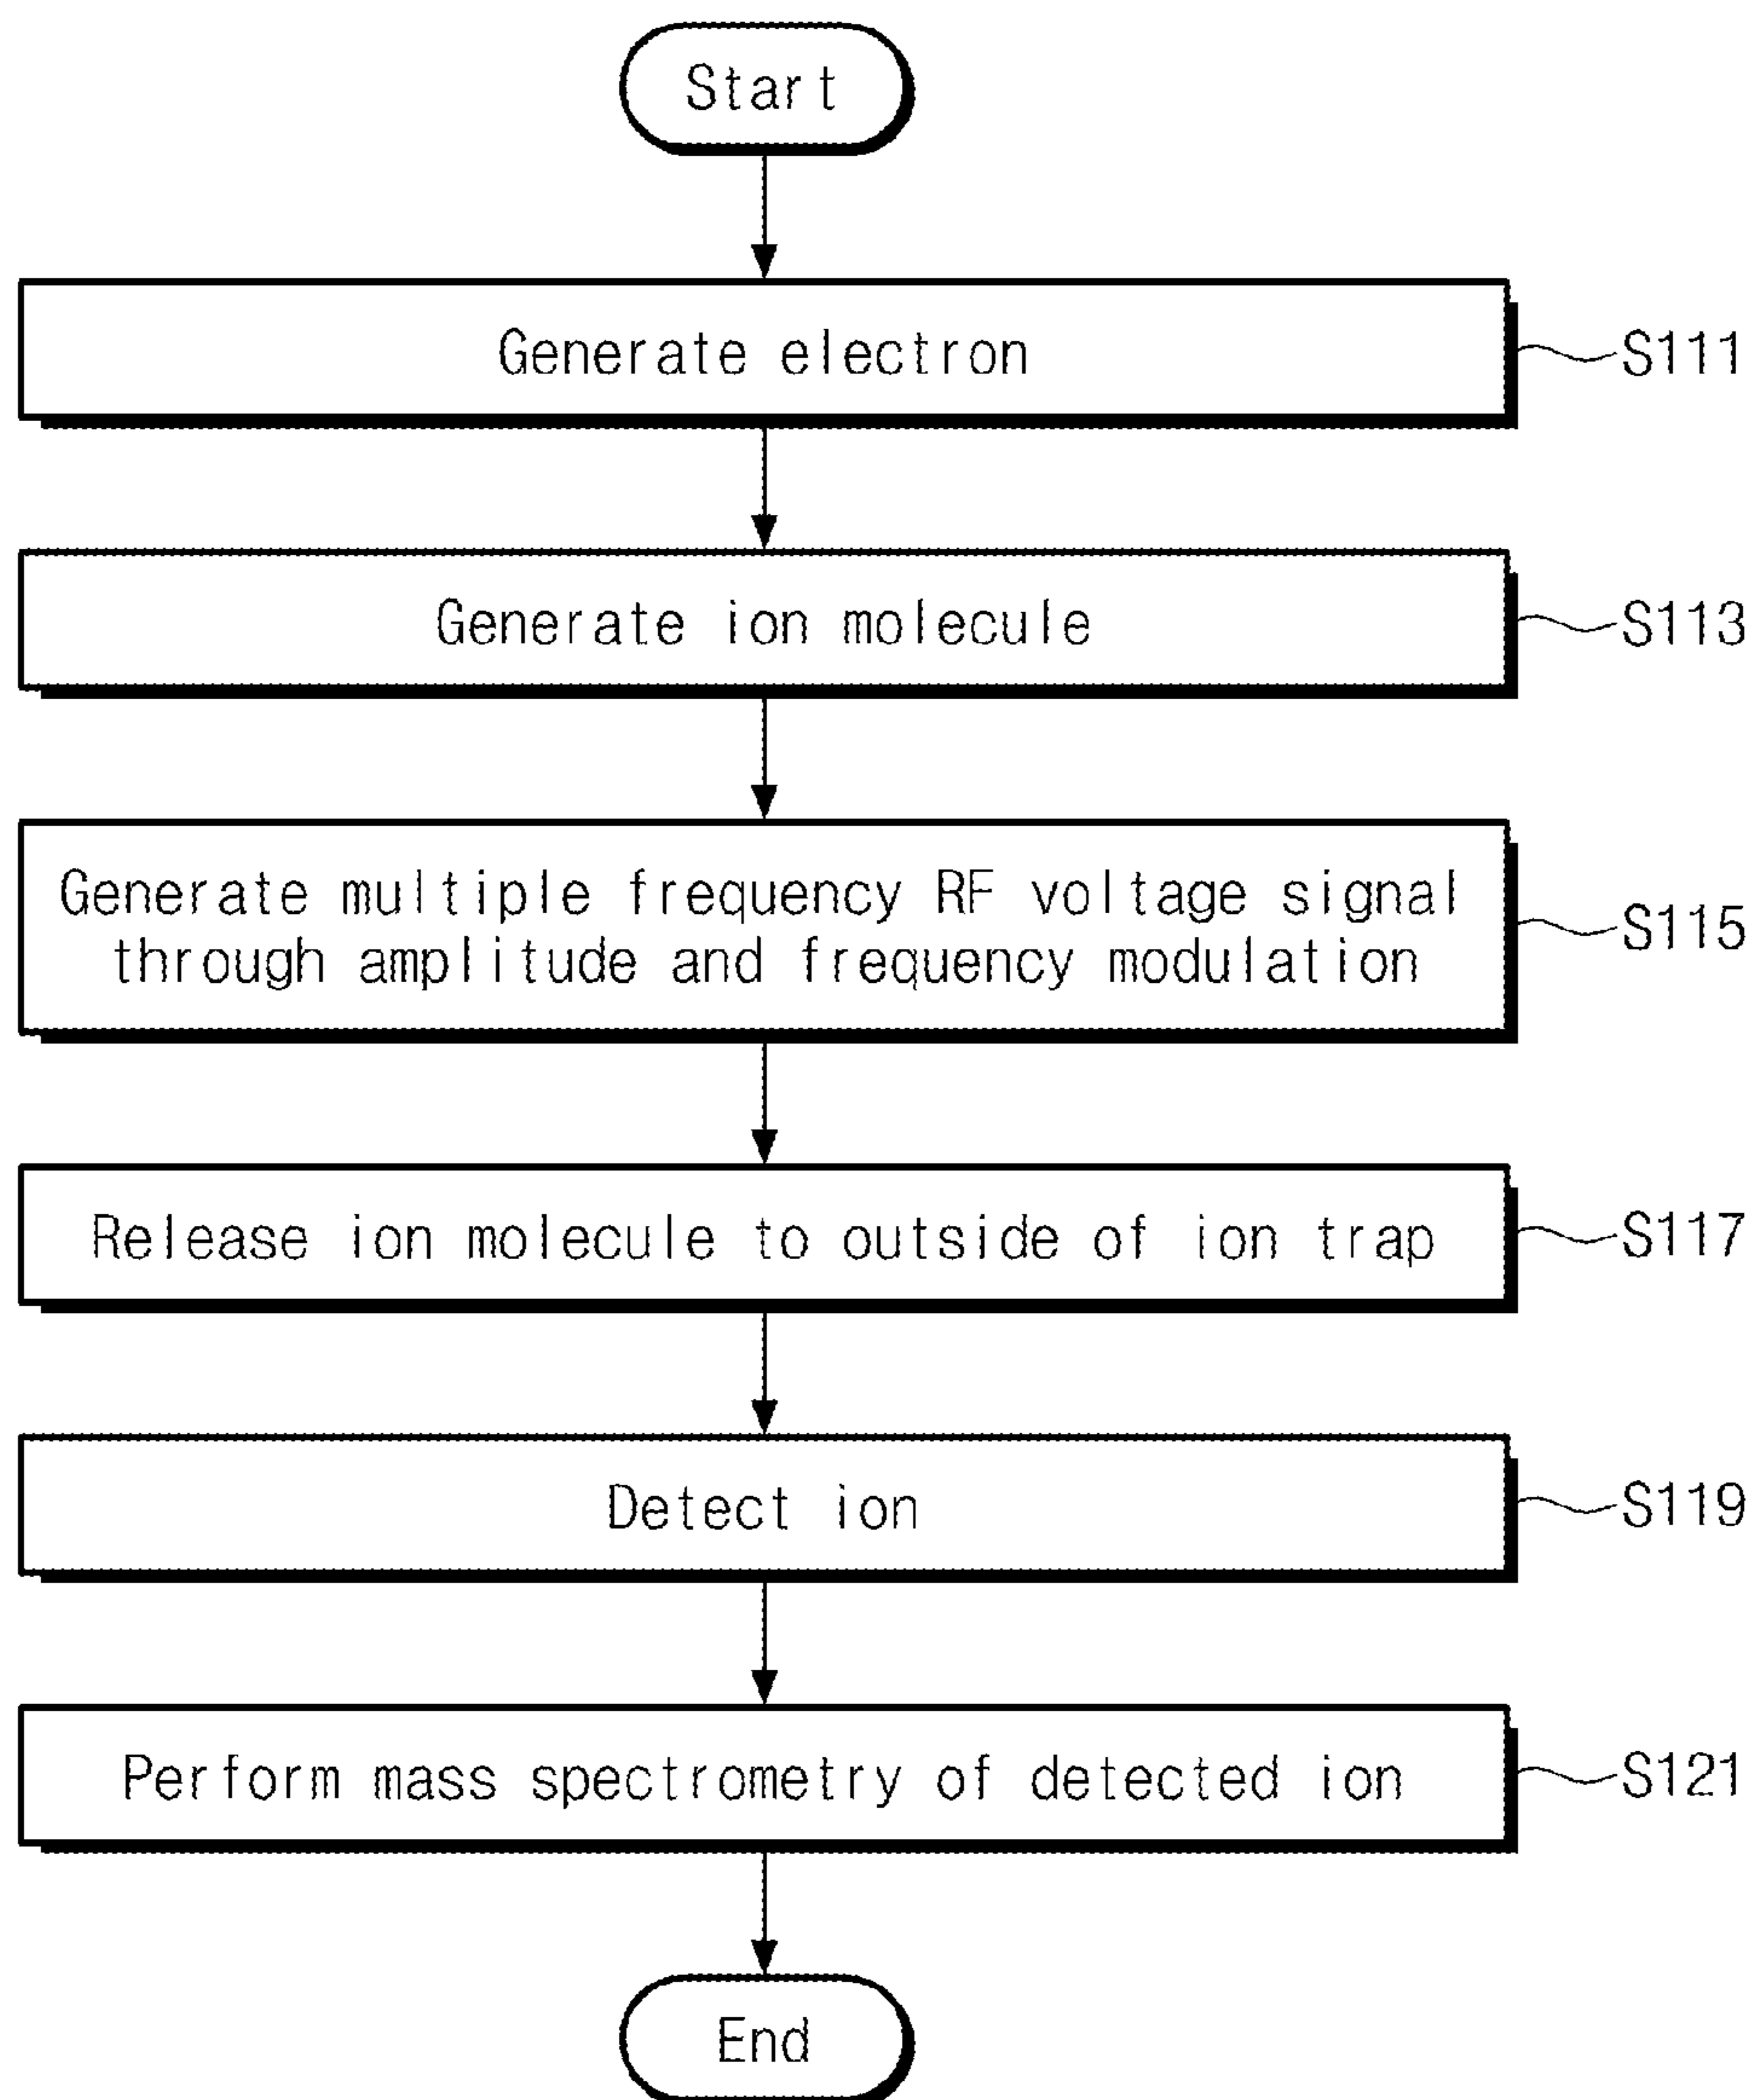 Start
Generate electron
S111
Generate ion molecule
S113
Generate multiple frequency RF voltage signal
through amplitude and frequency modulation
S115
Release ion molecule to outside of ion trap
S117
Detect ion
S119
Perform mass spectrometry of detected ion
S121
End